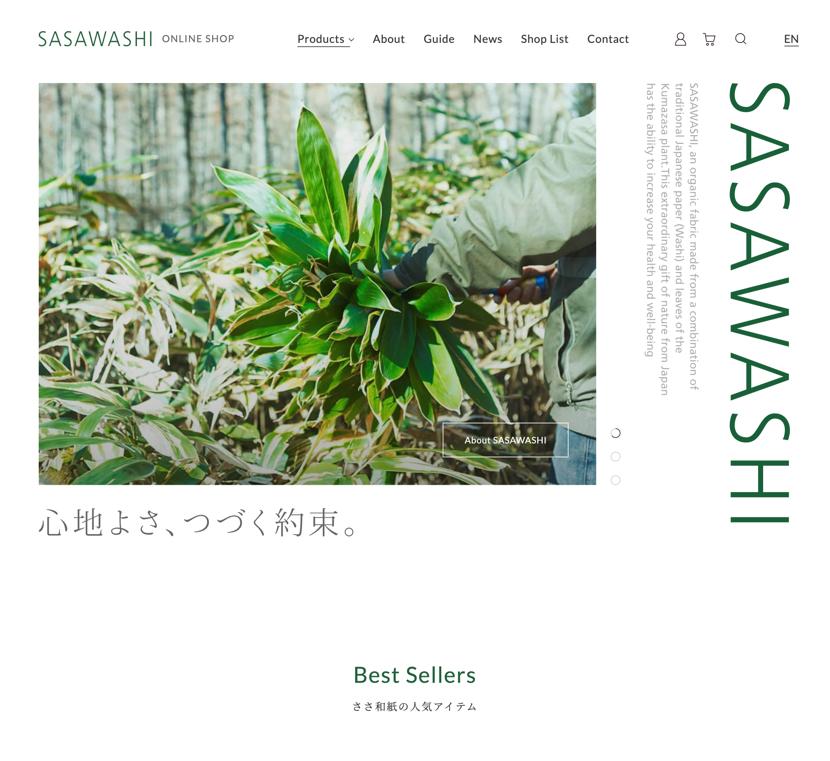 SASAWASHI ONLINE SHOP
Products
About
Guide
News
Shop List
Contact
EN
SASAWASHI
SASAWASHI, an organic fabric made from a combination of
traditional Japanese paper (Washi) and leaves of the
Kumazasa plant.This extraordinary gift of nature from Japan
has the ability to increase your health and well-being
About SASAWASHI
心地よさ、つづく約束。
Best Sellers
ささ和紙の人気アイテム